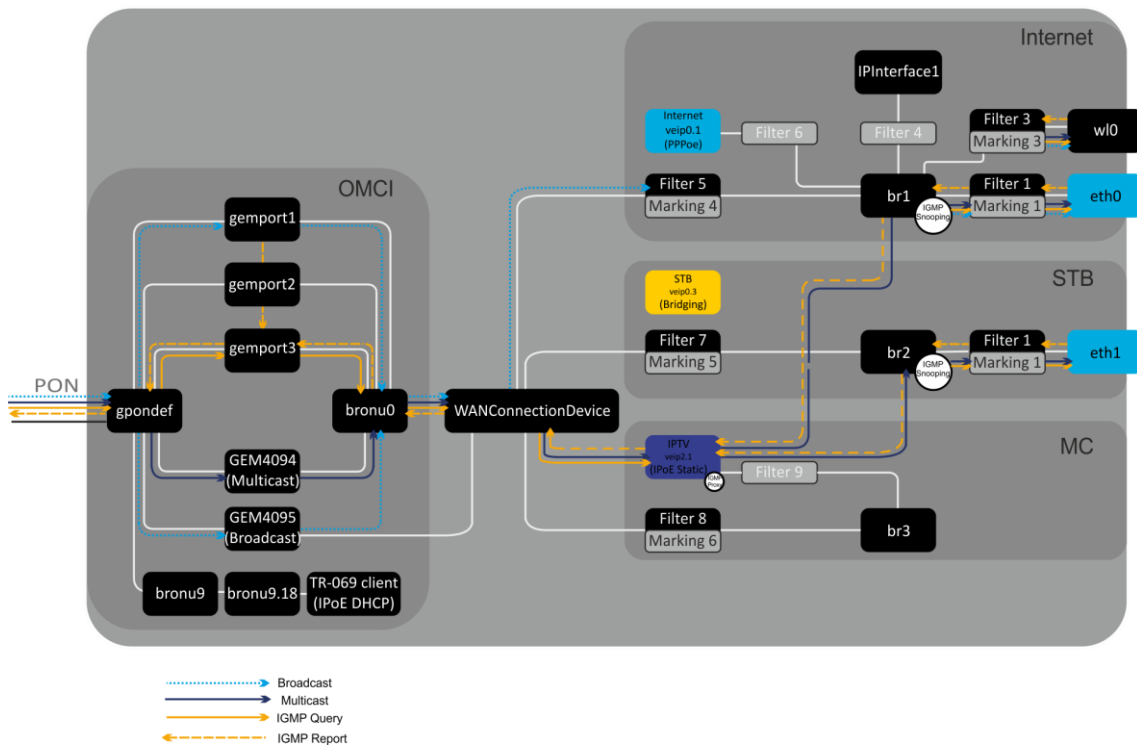 Internet
IPInterface1
Internet
veip0.1
(PPPoe)
Filter 6
Filter 4
Filter 3
Marking 3
wl0
OMCI
Filter 5
Marking 4
br1
IGMP
Snooping
Filter 1
Marking 1
eth0
gemport1
gemport2
gemport3
STB
STB
veip0.3
(Bridging)
Filter 7
Marking 5
br2
IGMP
Snooping
Filter 1
Marking 1
eth1
PON
gpondef
bronu0
WANConnectionDevice
MC
IPTV
veip2.1
(IPoE Static)
IGMP
Proxy
Filter 9
GEM4094
(Multicast)
GEM4095
(Broadcast)
Filter 8
Marking 6
br3
bronu9
bronu9.18
TR-069 client
(IPoE DHCP)
Broadcast
Multicast
IGMP Query
IGMP Report